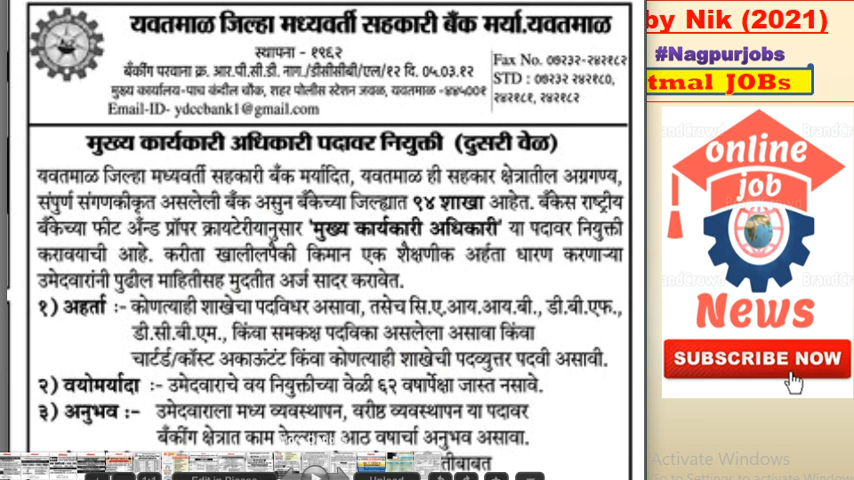 यवतमाळ जिल्हा मध्यवर्ती सहकारी बँक मर्या.यवतमाळ
स्थापना - १९६२
बँकींग परवाना क्र. आर.पी.सी.डी. नाग./डीसीसीबी/एल/१२ दि. ०५.०३.१२
मुख्य कार्यालय-पाच कंदील चौक, शहर पोलीस स्टेशन जवळ, यवतमाळ -४४५००१
Email-ID- ydccbank1@gmail.com
Fax No. ०७२३२-२४२१८२
STD : ०७२३२ २४२१८०,
२४२१८१, २४२१८२
मुख्य कार्यकारी अधिकारी पदावर नियुक्ती (दुसरी वेळ)
यवतमाळ जिल्हा मध्यवर्ती सहकारी बँक मर्यादित, यवतमाळ ही सहकार क्षेत्रातील अग्रगण्य,
संपुर्ण संगणकीकृत असलेली बँक असुन बँकेच्या जिल्ह्यात ९४ शाखा आहेत. बँकेस राष्ट्रीय
बँकेच्या फीट अँन्ड प्रॉपर क्रायटेरीयानुसार 'मुख्य कार्यकारी अधिकारी' या पदावर नियुक्ती
करावयाची आहे. करीता खालीलपैकी किमान एक शैक्षणीक अर्हता धारण करणाऱ्या
उमेदवारांनी पुढील माहितीसह मुदतीत अर्ज सादर करावेत.
१) अहर्ता :- कोणत्याही शाखेचा पदविधर असावा, तसेच सि.ए.आय.आय.बी., डी.बी.एफ.,
डी.सी.बी.एम., किंवा समकक्ष पदविका असलेला असावा किंवा
चार्टर्ड/कॉस्ट अकाऊंटंट किंवा कोणत्याही शाखेची पदव्युत्तर पदवी असावी.
२) वयोमर्यादा :- उमेदवाराचे वय नियुक्तीच्या वेळी ६२ वर्षापेक्षा जास्त नसावे.
३) अनुभव :- उमेदवाराला मध्य व्यवस्थापन, वरीष्ठ व्यवस्थापन या पदावर
बँकींग क्षेत्रात काम केल्याचा आठ वर्षाचा अनुभव असावा.
by Nik (2021)
#Nagpurjobs
tmal JOBs
online
job
News
SUBSCRIBE NOW
Activate Windows
Go to Settings to activate Windows